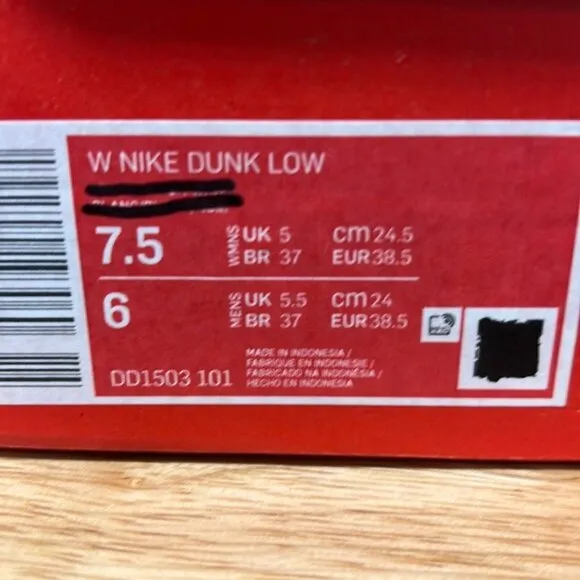 W NIKE DUNK LOW
7.5 WMNS UK 5 cm 24.5
BR 37 EUR 38.5
6 MENS UK 5.5 cm 24
BR 37 EUR 38.5
DD1503 101
MADE IN INDONESIA /
FABRIQUE EN INDONESIE /
FABRICADO NA INDONÉSIA /
HECHO EN INDONESIA